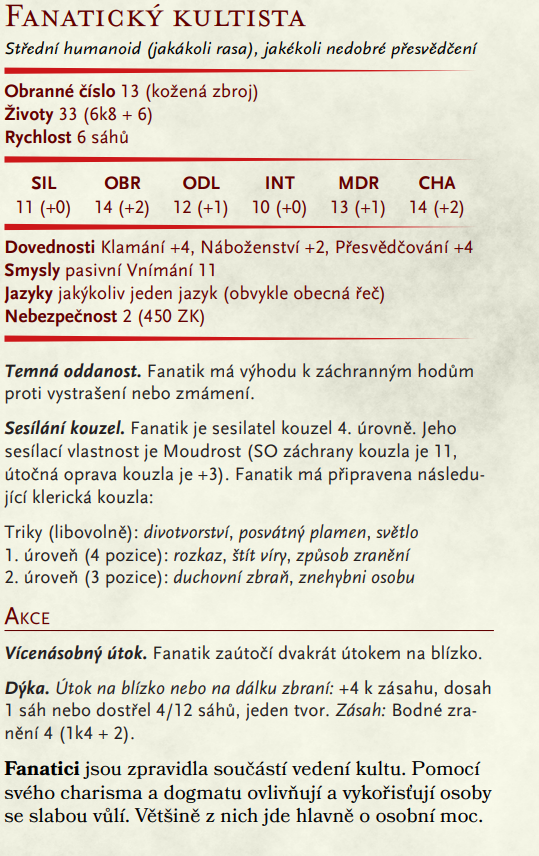 Fanatický kultista
Střední humanoid (jakákoli rasa), jakékoli nedobré přesvědčení
Obranné číslo 13 (kožená zbroj)
Životy 33 (6k8 + 6)
Rychlost 6 sáhů
SIL OBR ODL INT MDR CHA
11 (+0) 14 (+2) 12 (+1) 10 (+0) 13 (+1) 14 (+2)
Dovednosti Klamání +4, Náboženství +2, Přesvědčování +4
Smysly pasivní Vnímání 11
Jazyky jakýkoliv jeden jazyk (obvykle obecná řeč)
Nebezpečnost 2 (450 ZK)
Temná oddanost. Fanatik má výhodu k záchranným hodům
proti vystrašení nebo zmámení.
Sesílání kouzel. Fanatik je sesilatel kouzel 4. úrovně. Jeho
sesílací vlastnost je Moudrost (SO záchrany kouzla je 11,
útočná oprava kouzla je +3). Fanatik má připravena následu-
jící klerická kouzla:
Triky (libovolně): divotvorství, posvátný plamen, světlo
1. úroveň (4 pozice): rozkaz, štít víry, způsob zranění
2. úroveň (3 pozice): duchovní zbraň, znehybni osobu
Akce
Vícenásobný útok. Fanatik zaútočí dvakrát útokem na blízko.
Dýka. Útok na blízko nebo na dálku zbraní: +4 k zásahu, dosah
1 sáh nebo dostřel 4/12 sáhů, jeden tvor. Zásah: Bodné zra-
nění 4 (1k4 + 2).
Fanatici jsou zpravidla součástí vedení kultu. Pomocí
svého charisma a dogmatu ovlivňují a vykořisťují osoby
se slabou vůlí. Většině z nich jde hlavně o osobní moc.